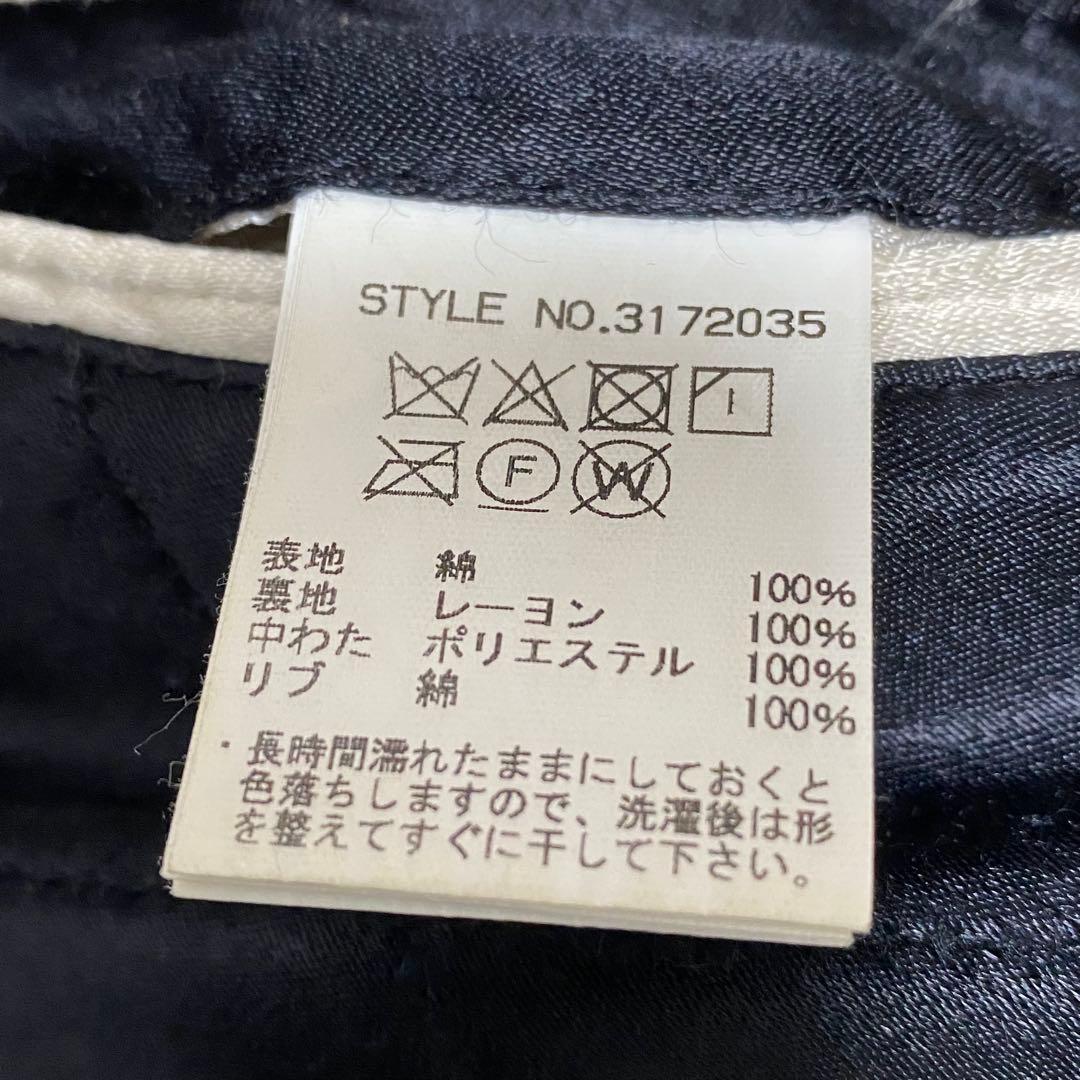 STYLE NO.3172035
F W
表地 綿 100%
裏地 レーヨン 100%
中わた ポリエステル 100%
リブ 綿 100%
・長時間濡れたままにしておくと
色落ちしますので、洗濯後は形
を整えてすぐに干して下さい。